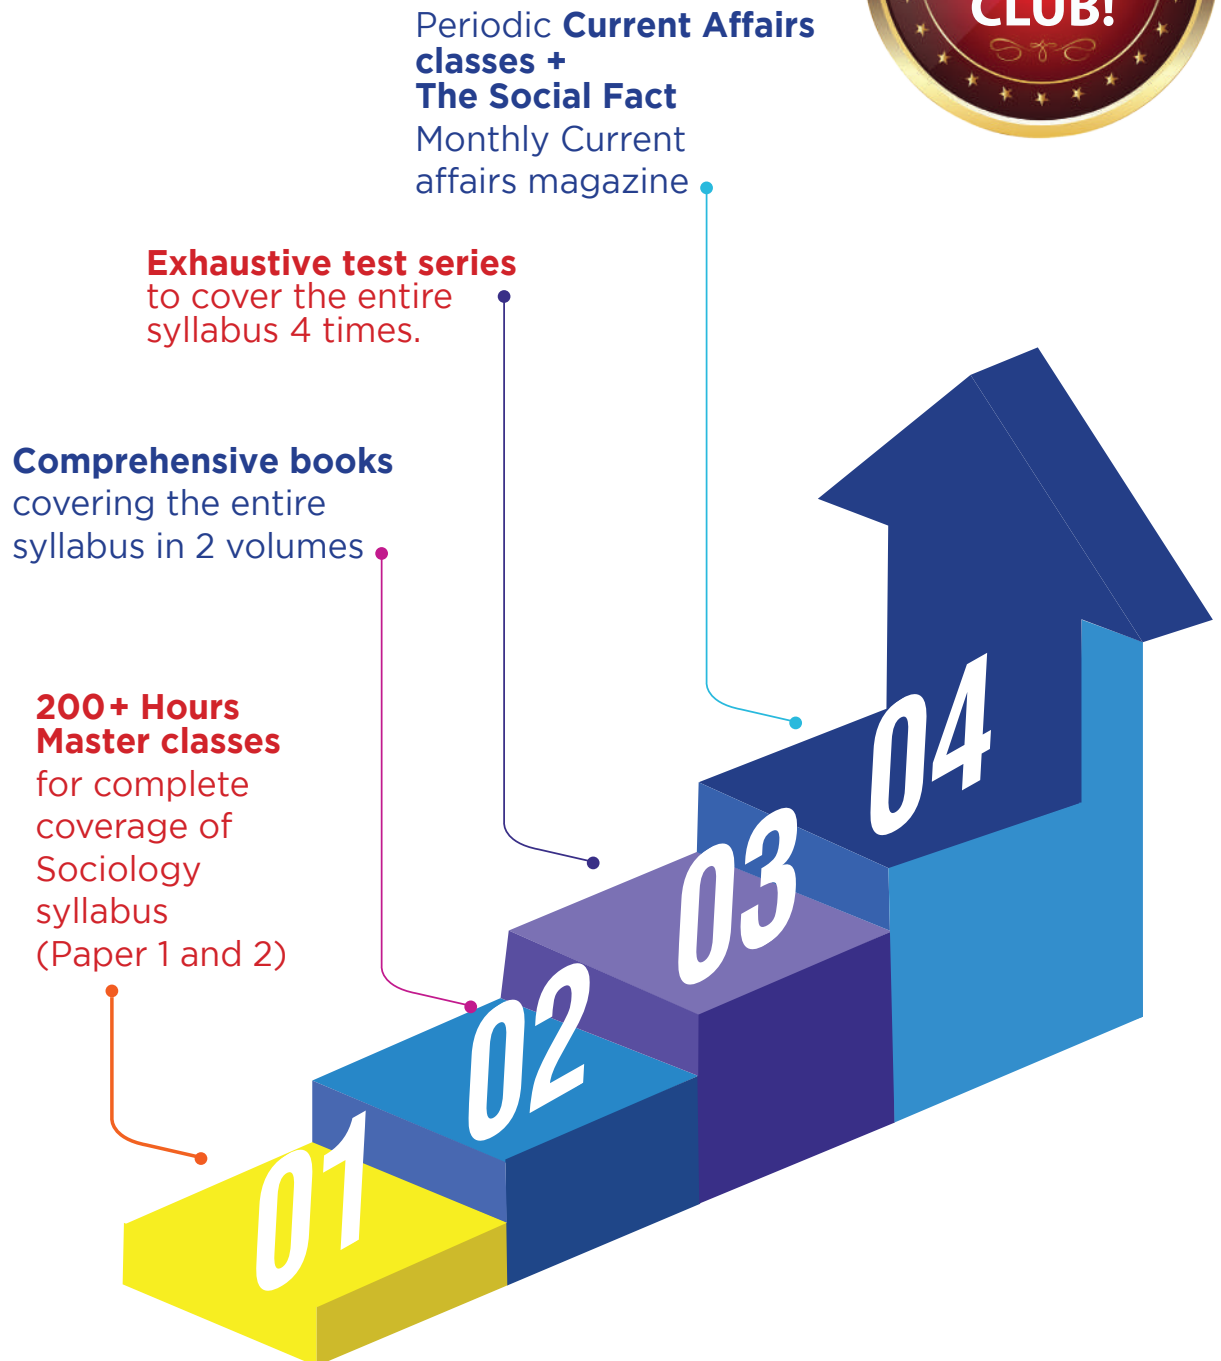 CLUB!
Periodic Current Affairs
classes +
The Social Fact
Monthly Current
affairs magazine
Exhaustive test series
to cover the entire
syllabus 4 times.
Comprehensive books
covering the entire
syllabus in 2 volumes
200+ Hours
Master classes
for complete
coverage of
Sociology
syllabus
(Paper 1 and 2)
04
03
02
01